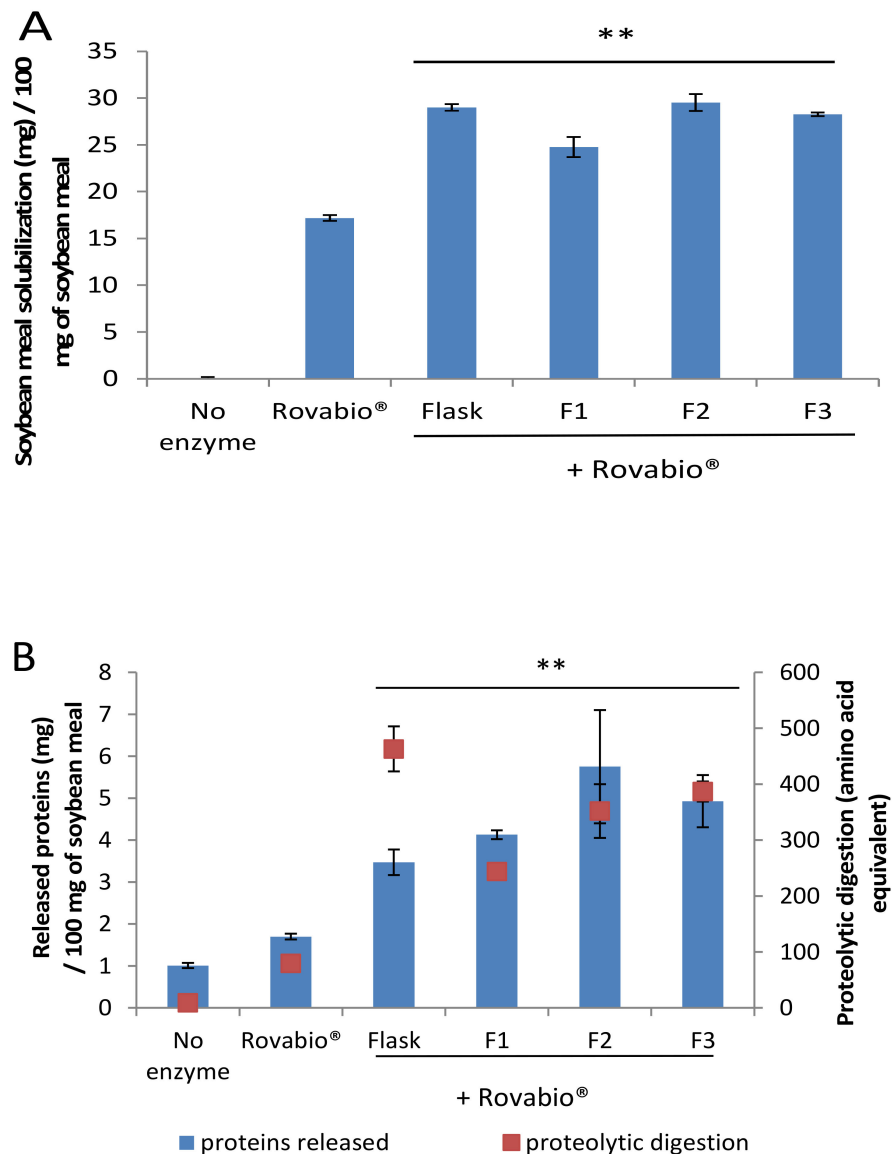 A
**
Soybean meal solubilization (mg) / 100
mg of soybean meal
35
30
25
20
15
10
5
0
No
enzyme
Rovabio®
Flask
F1
F2
F3
+ Rovabio®
B
**
Released proteins (mg)
/ 100 mg of soybean meal
8
7
6
5
4
3
2
1
0
600
500
400
300
200
100
0
Proteolytic digestion (amino acid
equivalent)
No
enzyme
Rovabio®
Flask
F1
F2
F3
+ Rovabio®
proteins released
proteolytic digestion